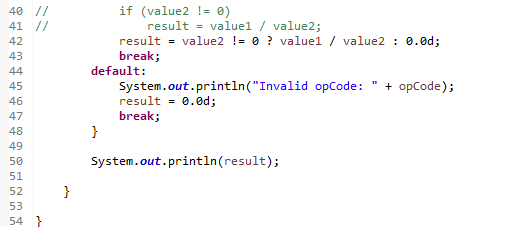 40 //          if (value2 != 0)
41 //              result = value1 / value2;
42             result = value2 != 0 ? value1 / value2 : 0.0d;
43             break;
44         default:
45             System.out.println("Invalid opCode: " + opCode);
46             result = 0.0d;
47             break;
48         }
49
50         System.out.println(result);
51
52     }
53
54 }